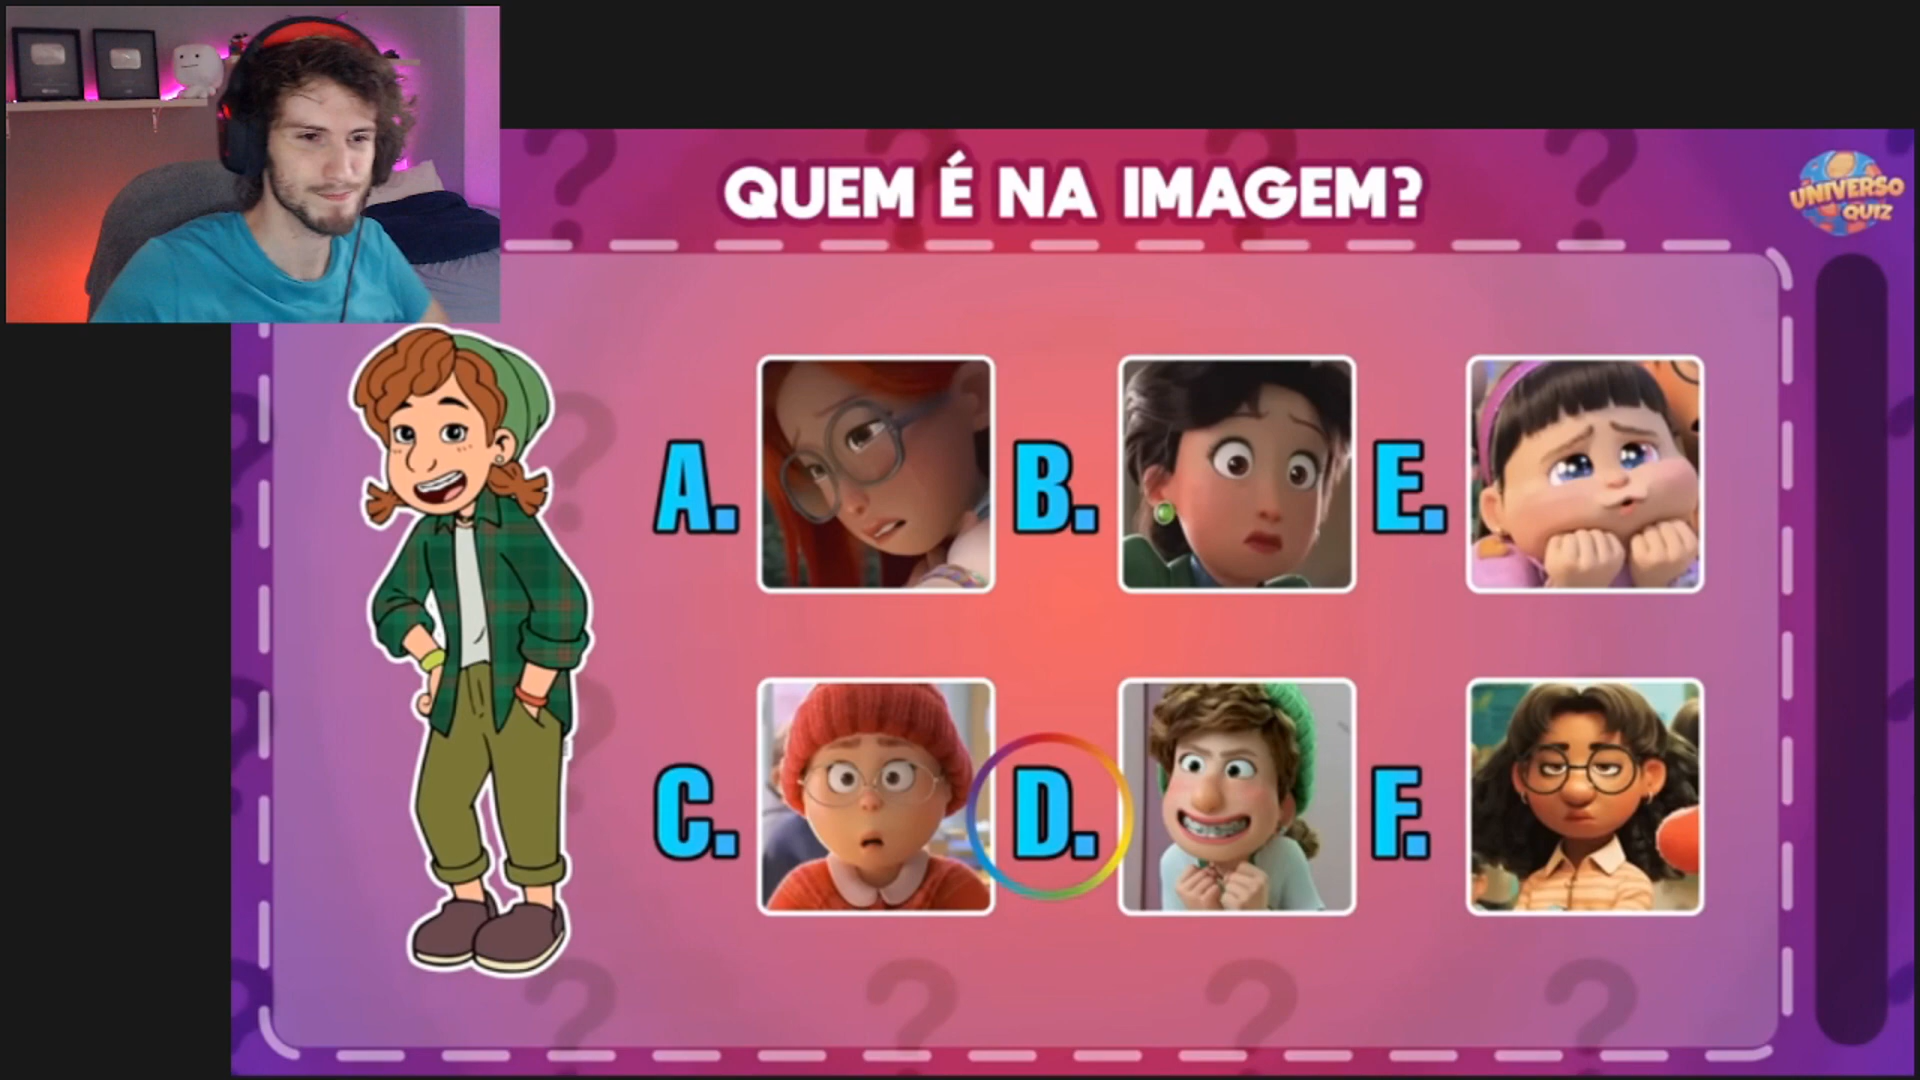 QUEM É NA IMAGEM?
UNIVERSO
QUIZ
A.
B.
E.
C.
D.
F.